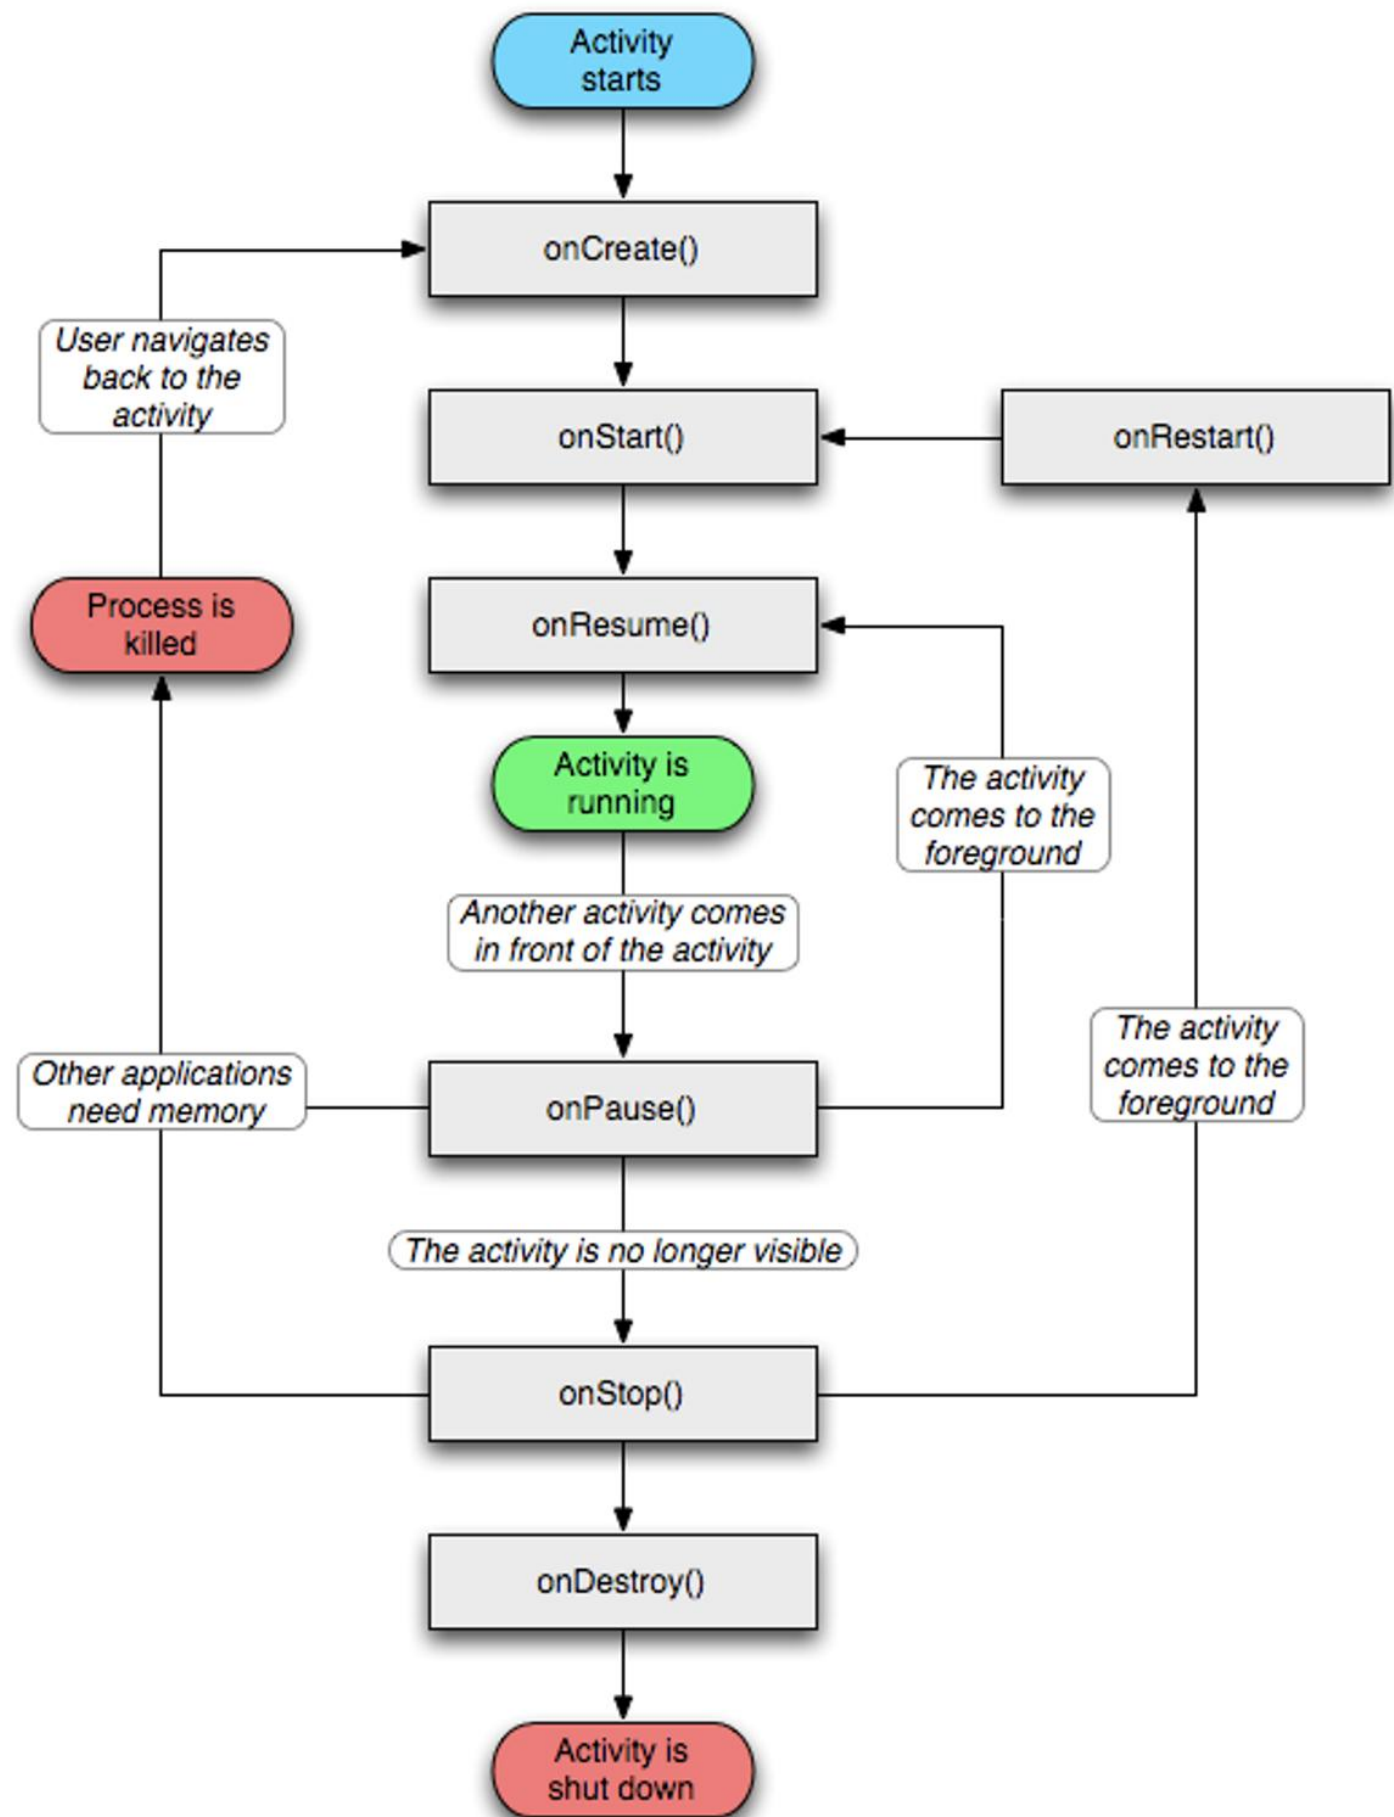 Activity
starts
onCreate()
User navigates
back to the
activity
onStart()
onRestart()
Process is
killed
onResume()
Activity is
running
The activity
comes to the
foreground
Another activity comes
in front of the activity
The activity
comes to the
foreground
Other applications
need memory
onPause()
The activity is no longer visible
onStop()
onDestroy()
Activity is
shut down